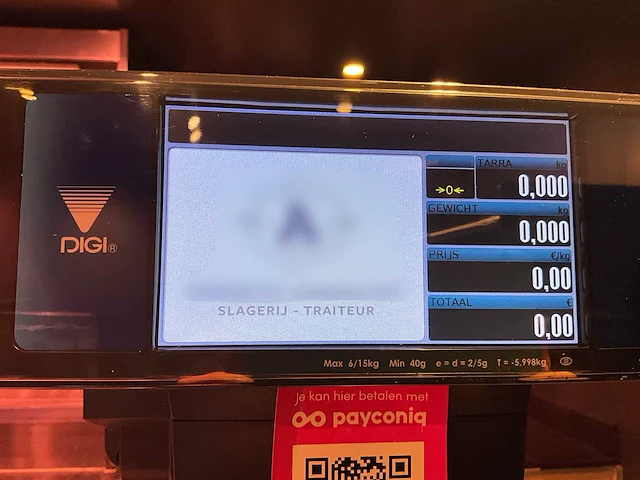 DIGI®
SLAGERIJ - TRAITEUR
TARRA kg
→0←
0,000
GEWICHT kg
0,000
PRIJS €/kg
0,00
TOTAAL €
0,00
Max 6/15kg Min 40g e = d = 2/5g T = -5,998kg
Je kan hier betalen met
payconiq